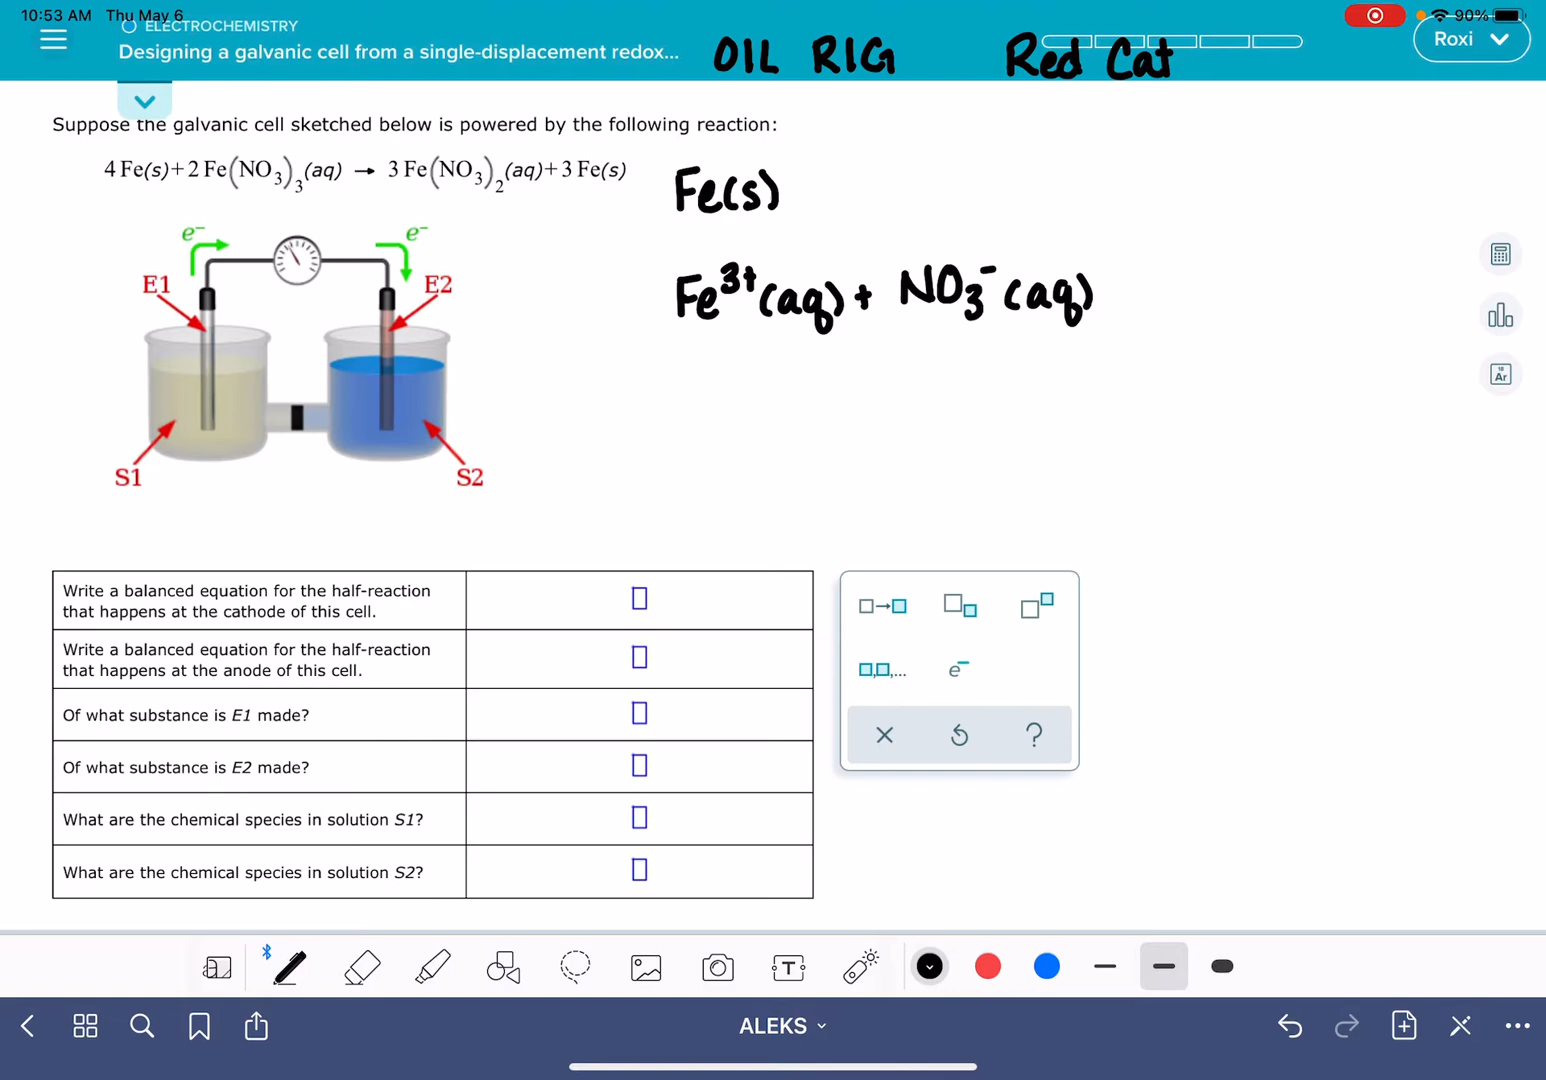 10:53 AM Thu May 6
90%
ELECTROCHEMISTRY
Designing a galvanic cell from a single-displacement redox...
OIL RIG
Red Cat
Roxi
Suppose the galvanic cell sketched below is powered by the following reaction:
4 Fe(s)+2 Fe(NO3)3(aq) → 3 Fe(NO3)2(aq)+3 Fe(s)
Fe(s)
Fe³⁺(aq) + NO₃⁻(aq)
e⁻ e⁻
E1 E2
S1 S2
Ar
Write a balanced equation for the half-reaction
that happens at the cathode of this cell.
Write a balanced equation for the half-reaction
that happens at the anode of this cell.
Of what substance is E1 made?
Of what substance is E2 made?
What are the chemical species in solution S1?
What are the chemical species in solution S2?
e⁻
?
T
ALEKS